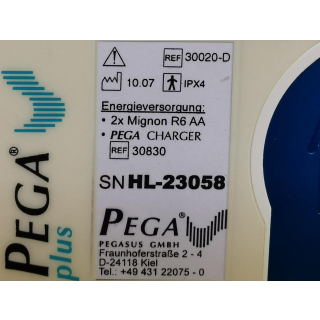 REF 30020-D
10.07 IPX4
Energieversorgung:
• 2x Mignon R6 AA
• PEGA CHARGER
REF 30830
SN HL-23058
PEGA®
PEGASUS GMBH
Fraunhoferstraße 2 - 4
D-24118 Kiel
Tel.: +49 431 22075 - 0
PEGA®
plus